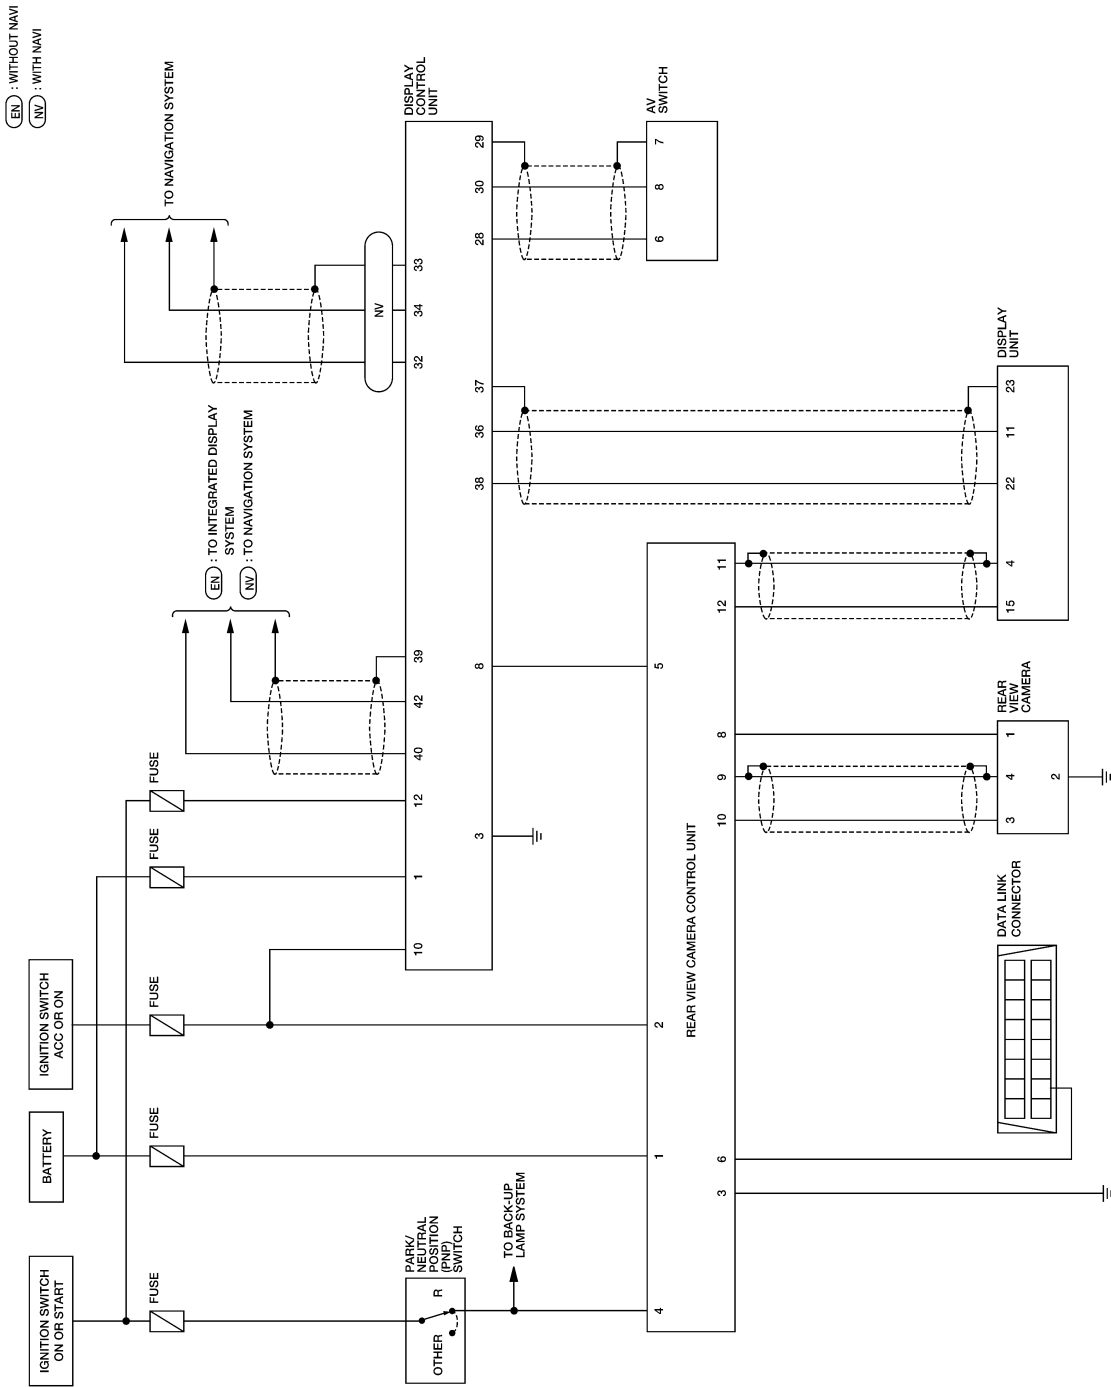 IGNITION SWITCH
ON OR START
BATTERY
IGNITION SWITCH
ACC OR ON
EN : WITHOUT NAVI
NV : WITH NAVI
FUSE
FUSE
FUSE
FUSE
FUSE
EN : TO INTEGRATED DISPLAY
SYSTEM
NV : TO NAVIGATION SYSTEM
TO NAVIGATION SYSTEM
NV
PARK/
NEUTRAL
POSITION
(PNP)
SWITCH
OTHER
R
TO BACK-UP
LAMP SYSTEM
DISPLAY
CONTROL
UNIT
10
1
12
40
42
39
32
34
33
3
8
38
36
37
28
30
29
AV
SWITCH
6
8
7
REAR VIEW CAMERA CONTROL UNIT
4
1
2
5
3
6
10
9
8
12
11
DATA LINK
CONNECTOR
REAR
VIEW
CAMERA
3
4
1
2
DISPLAY
UNIT
15
4
22
11
23